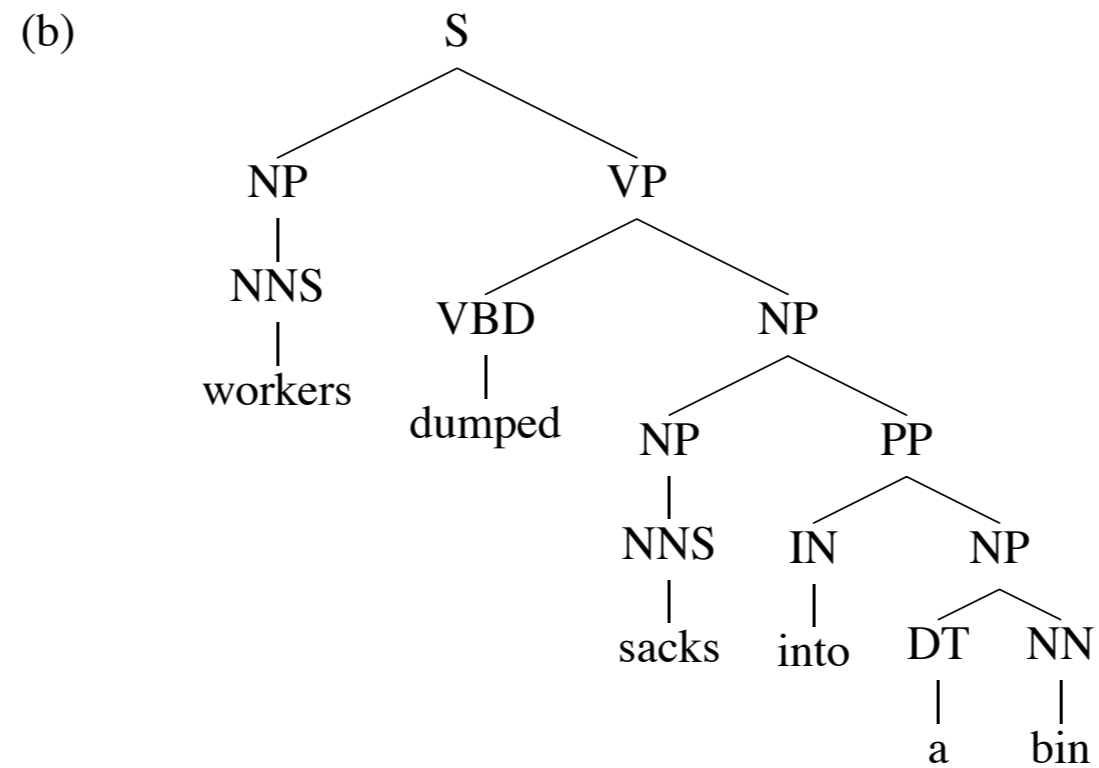 (b) S
NP VP
NNS
VBD NP
workers
dumped
NP PP
NNS IN NP
sacks into
DT NN
a bin